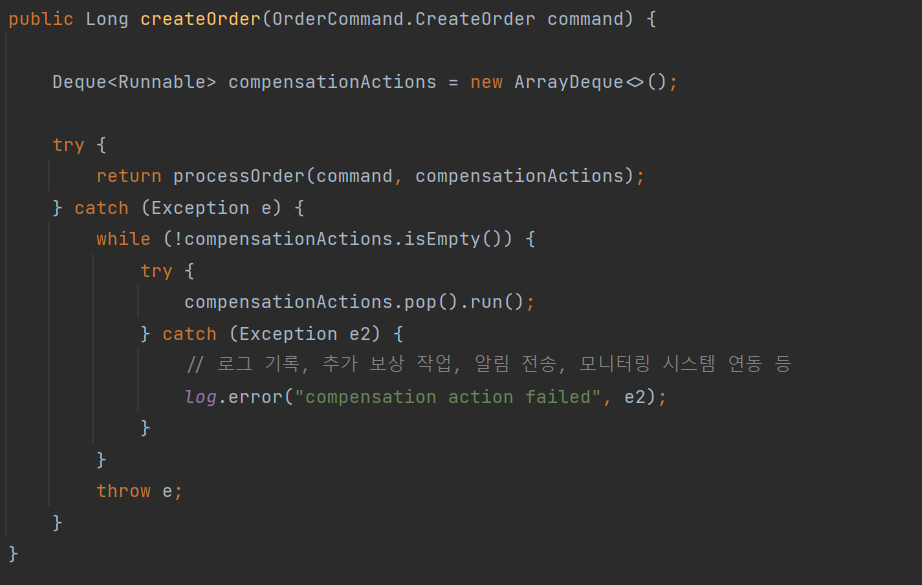 public Long createOrder(OrderCommand.CreateOrder command) {
Deque<Runnable> compensationActions = new ArrayDeque<>();
try {
return processOrder(command, compensationActions);
} catch (Exception e) {
while (!compensationActions.isEmpty()) {
try {
compensationActions.pop().run();
} catch (Exception e2) {
// 로그 기록, 추가 보상 작업, 알림 전송, 모니터링 시스템 연동 등
log.error("compensation action failed", e2);
}
}
throw e;
}
}